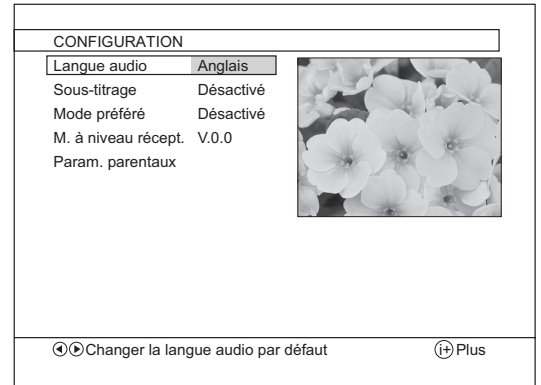 CONFIGURATION
Langue audio Anglais
Sous-titrage Désactivé
Mode préféré Désactivé
M. à niveau récept. V.0.0
Param. parentaux
Changer la langue audio par défaut i+ Plus